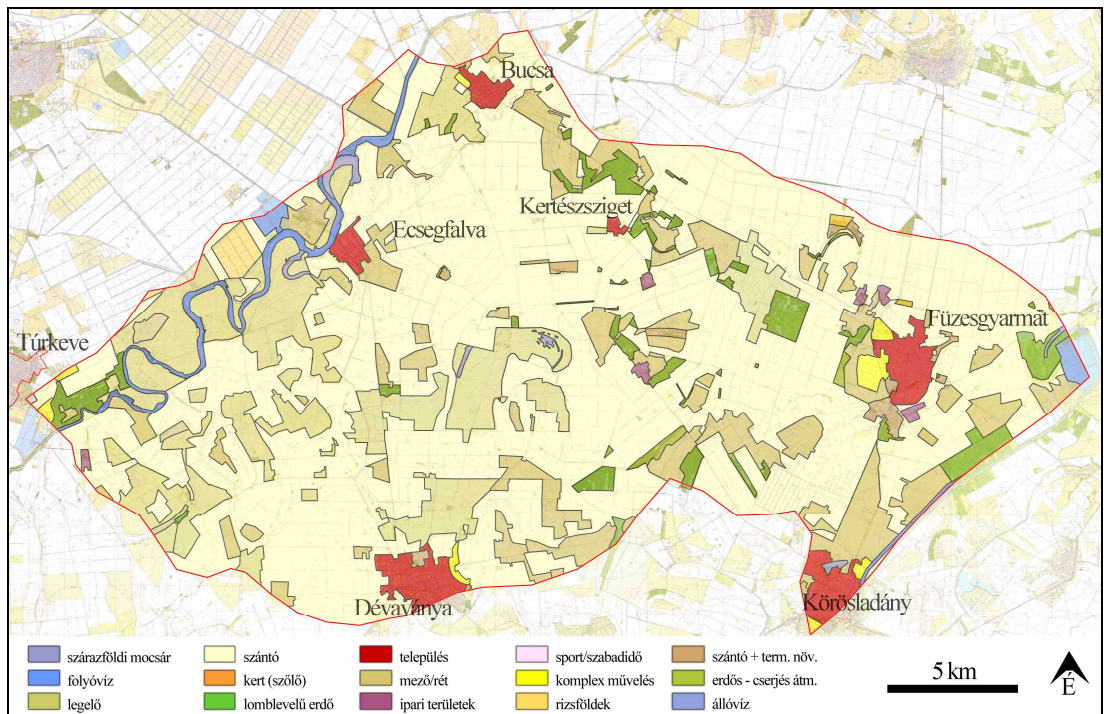 Bucsa
Kertészsziget
Ecsegfalva
Füzesgyarmat
Túrkeve
Dévaványa
Körösladány
szárazföldi mocsár
szántó
település
sport/szabadidő
szántó + term. növ.
folyóvíz
kert (szőlő)
mező/rét
komplex művelés
erdős - cserjés átm.
legelő
lomblevelű erdő
ipari területek
rizsföldek
állóvíz
5 km
É